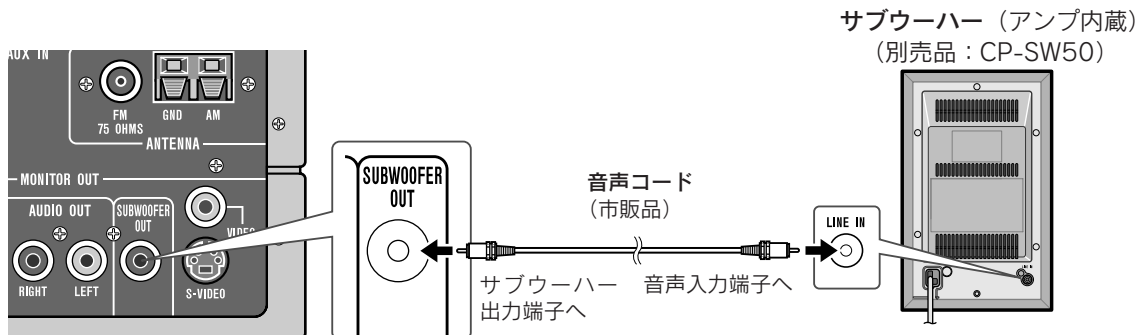 サブウーハー（アンプ内蔵）
（別売品：CP-SW50）
AUX IN
FM
75 OHMS
GND
AM
ANTENNA
MONITOR OUT
AUDIO OUT
SUBWOOFER
OUT
VIDEO
RIGHT
LEFT
S-VIDEO
SUBWOOFER
OUT
音声コード
（市販品）
LINE IN
サブウーハー
出力端子へ
音声入力端子へ